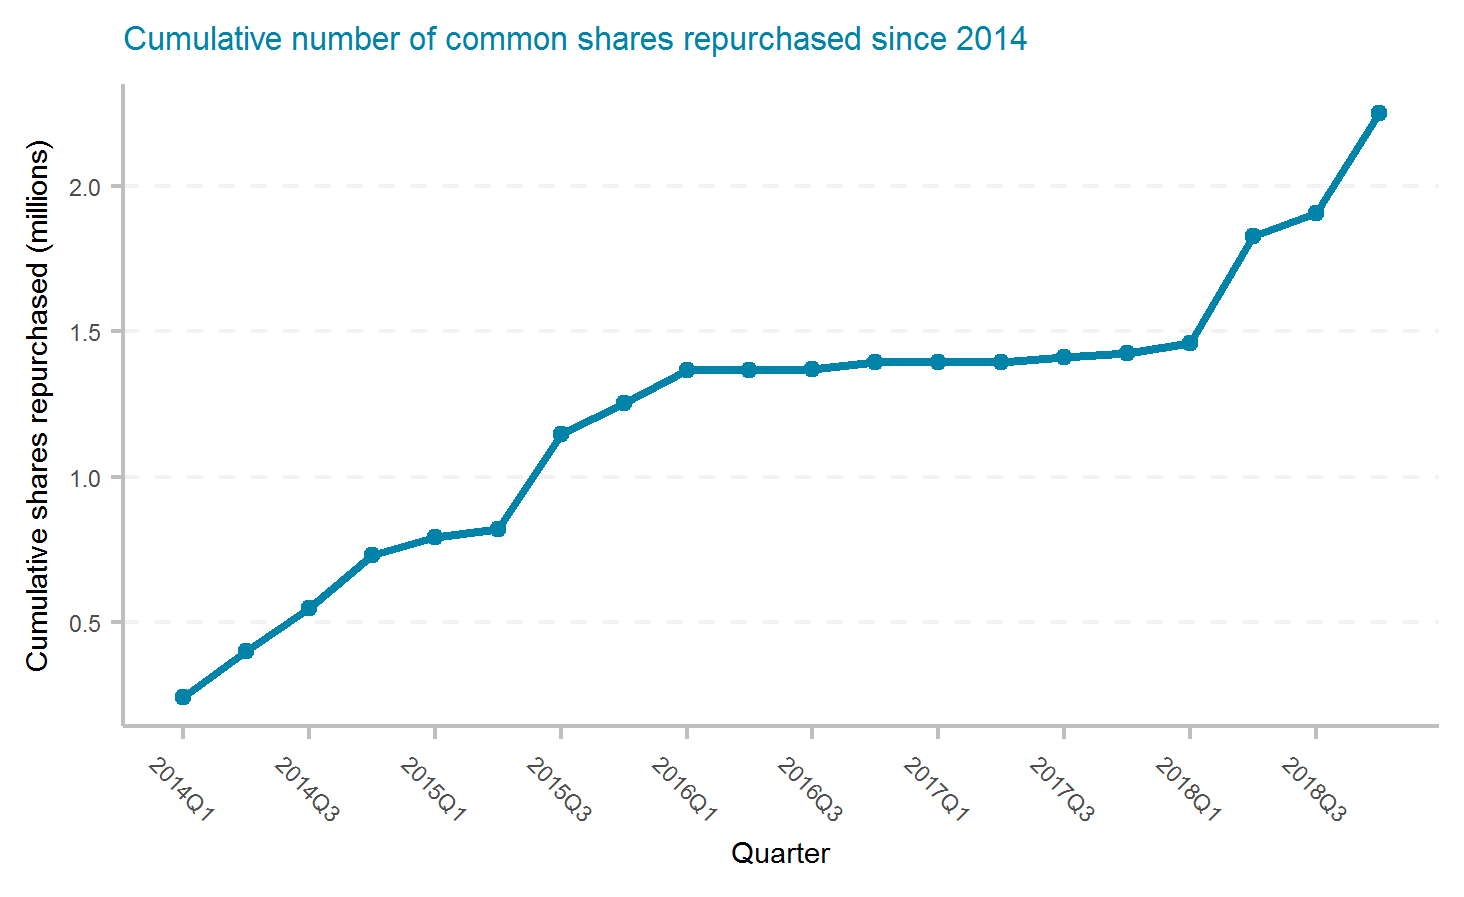 Cumulative number of common shares repurchased since 2014
Cumulative shares repurchased (millions)
2.0
1.5
1.0
0.5
2014Q1
2014Q3
2015Q1
2015Q3
2016Q1
2016Q3
2017Q1
2017Q3
2018Q1
2018Q3
Quarter